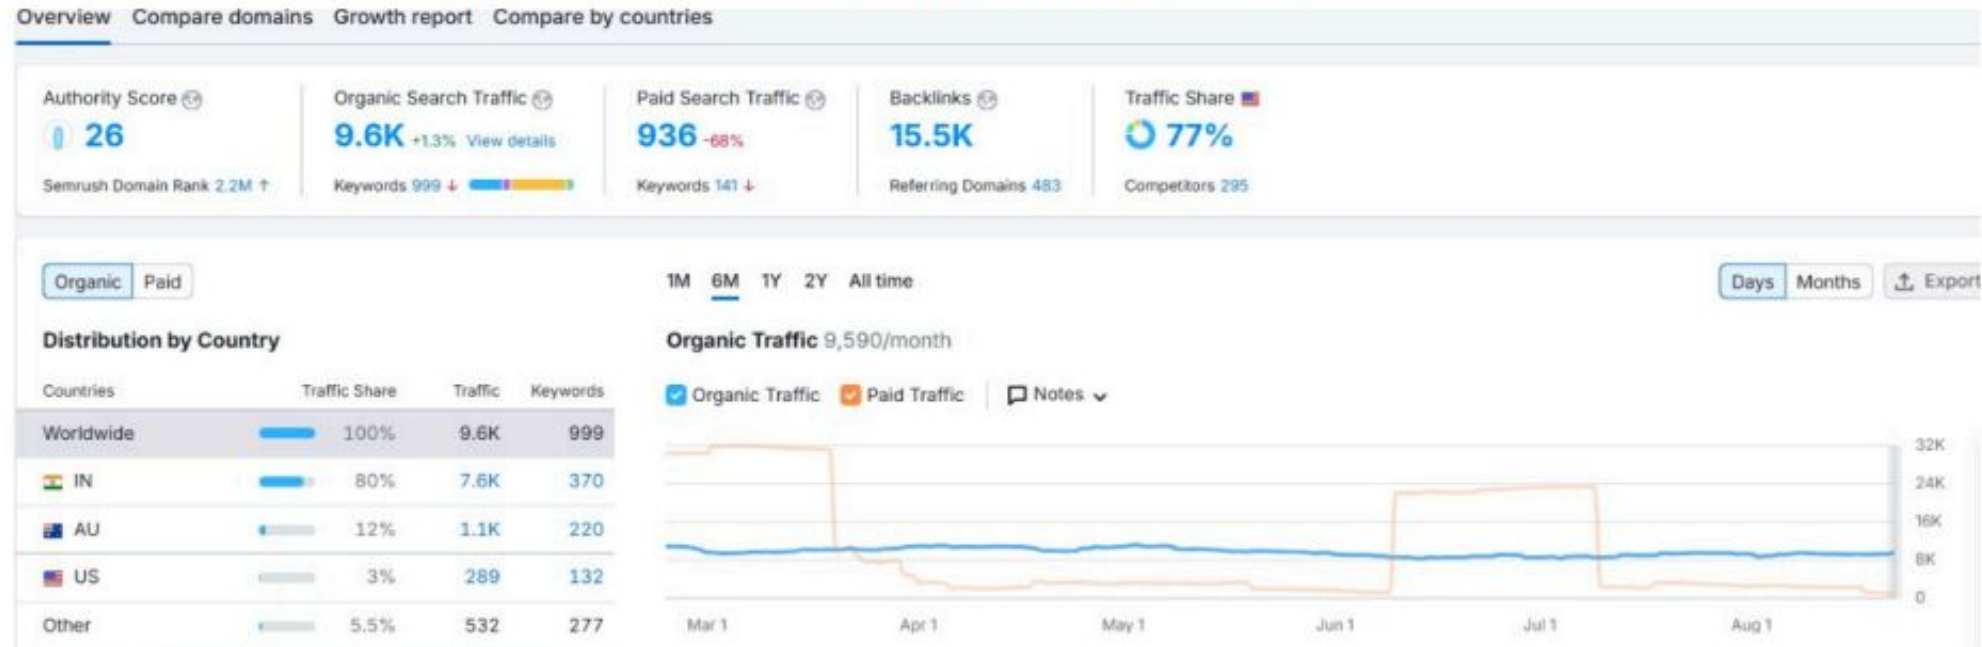 Overview Compare domains Growth report Compare by countries
Authority Score Organic Search Traffic Paid Search Traffic Backlinks Traffic Share
26 9.6K +1.3% View details 936 -68% 15.5K 77%
Semrush Domain Rank 2.2M ↑ Keywords 999 ↓ Keywords 141 ↓ Referring Domains 483 Competitors 295
Organic Paid 1M 6M 1Y 2Y All time Days Months Export
Distribution by Country Organic Traffic 9,590/month
Countries Traffic Share Traffic Keywords Organic Traffic Paid Traffic Notes
Worldwide 100% 9.6K 999
32K
IN 80% 7.6K 370
24K
AU 12% 1.1K 220
16K
8K
US 3% 289 132
0
Other 5.5% 532 277 Mar 1 Apr 1 May 1 Jun 1 Jul 1 Aug 1